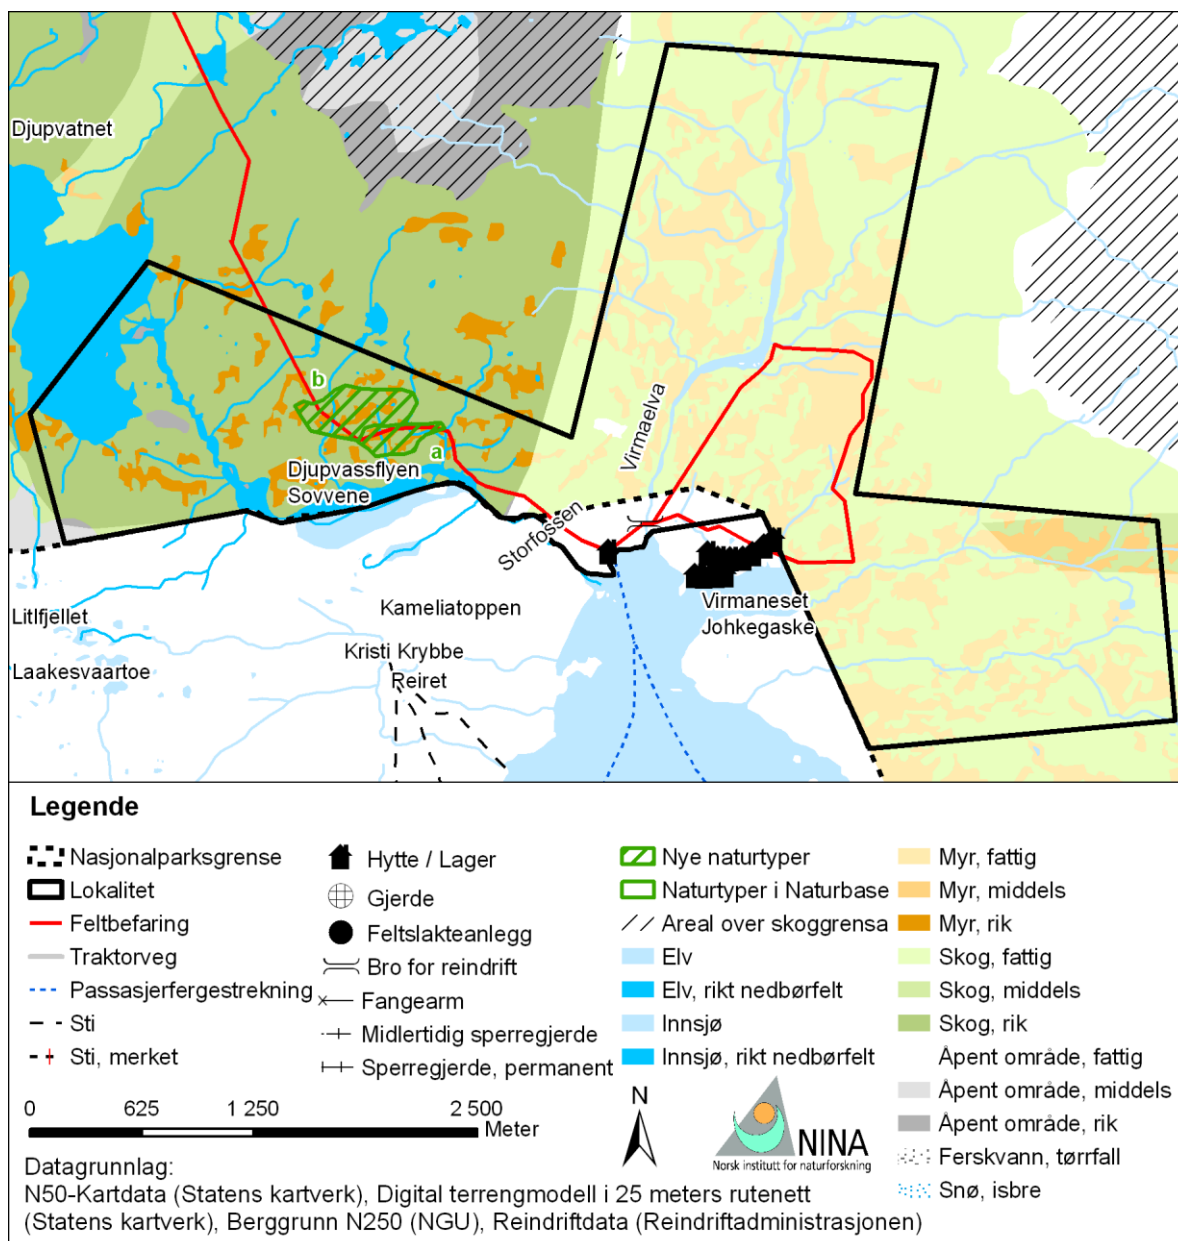 Djupvatnet
b
a
Djupvassflyen
Sovvene
Virmaelva
Storfossen
Virmaneset
Johkegaske
Litlfjellet
Laakesvaartoe
Kameliatoppen
Kristi Krybbe
Reiret
Legende
Nasjonalparksgrense
Lokalitet
Feltbefaring
Traktorveg
Passasjerfergestrekning
Sti
Sti, merket
Hytte / Lager
Gjerde
Feltslakteanlegg
Bro for reindrift
Fangearm
Midlertidig sperregjerde
Sperregjerde, permanent
Nye naturtyper
Naturtyper i Naturbase
Areal over skoggrensa
Elv
Elv, rikt nedbørfelt
Innsjø
Innsjø, rikt nedbørfelt
Myr, fattig
Myr, middels
Myr, rik
Skog, fattig
Skog, middels
Skog, rik
Åpent område, fattig
Åpent område, middels
Åpent område, rik
Ferskvann, tørrfall
Snø, isbre
0 625 1 250 2 500
Meter
N
NINA
Norsk institutt for naturforskning
Datagrunnlag:
N50-Kartdata (Statens kartverk), Digital terrengmodell i 25 meters rutenett
(Statens kartverk), Berggrunn N250 (NGU), Reindriftdata (Reindriftadministrasjonen)